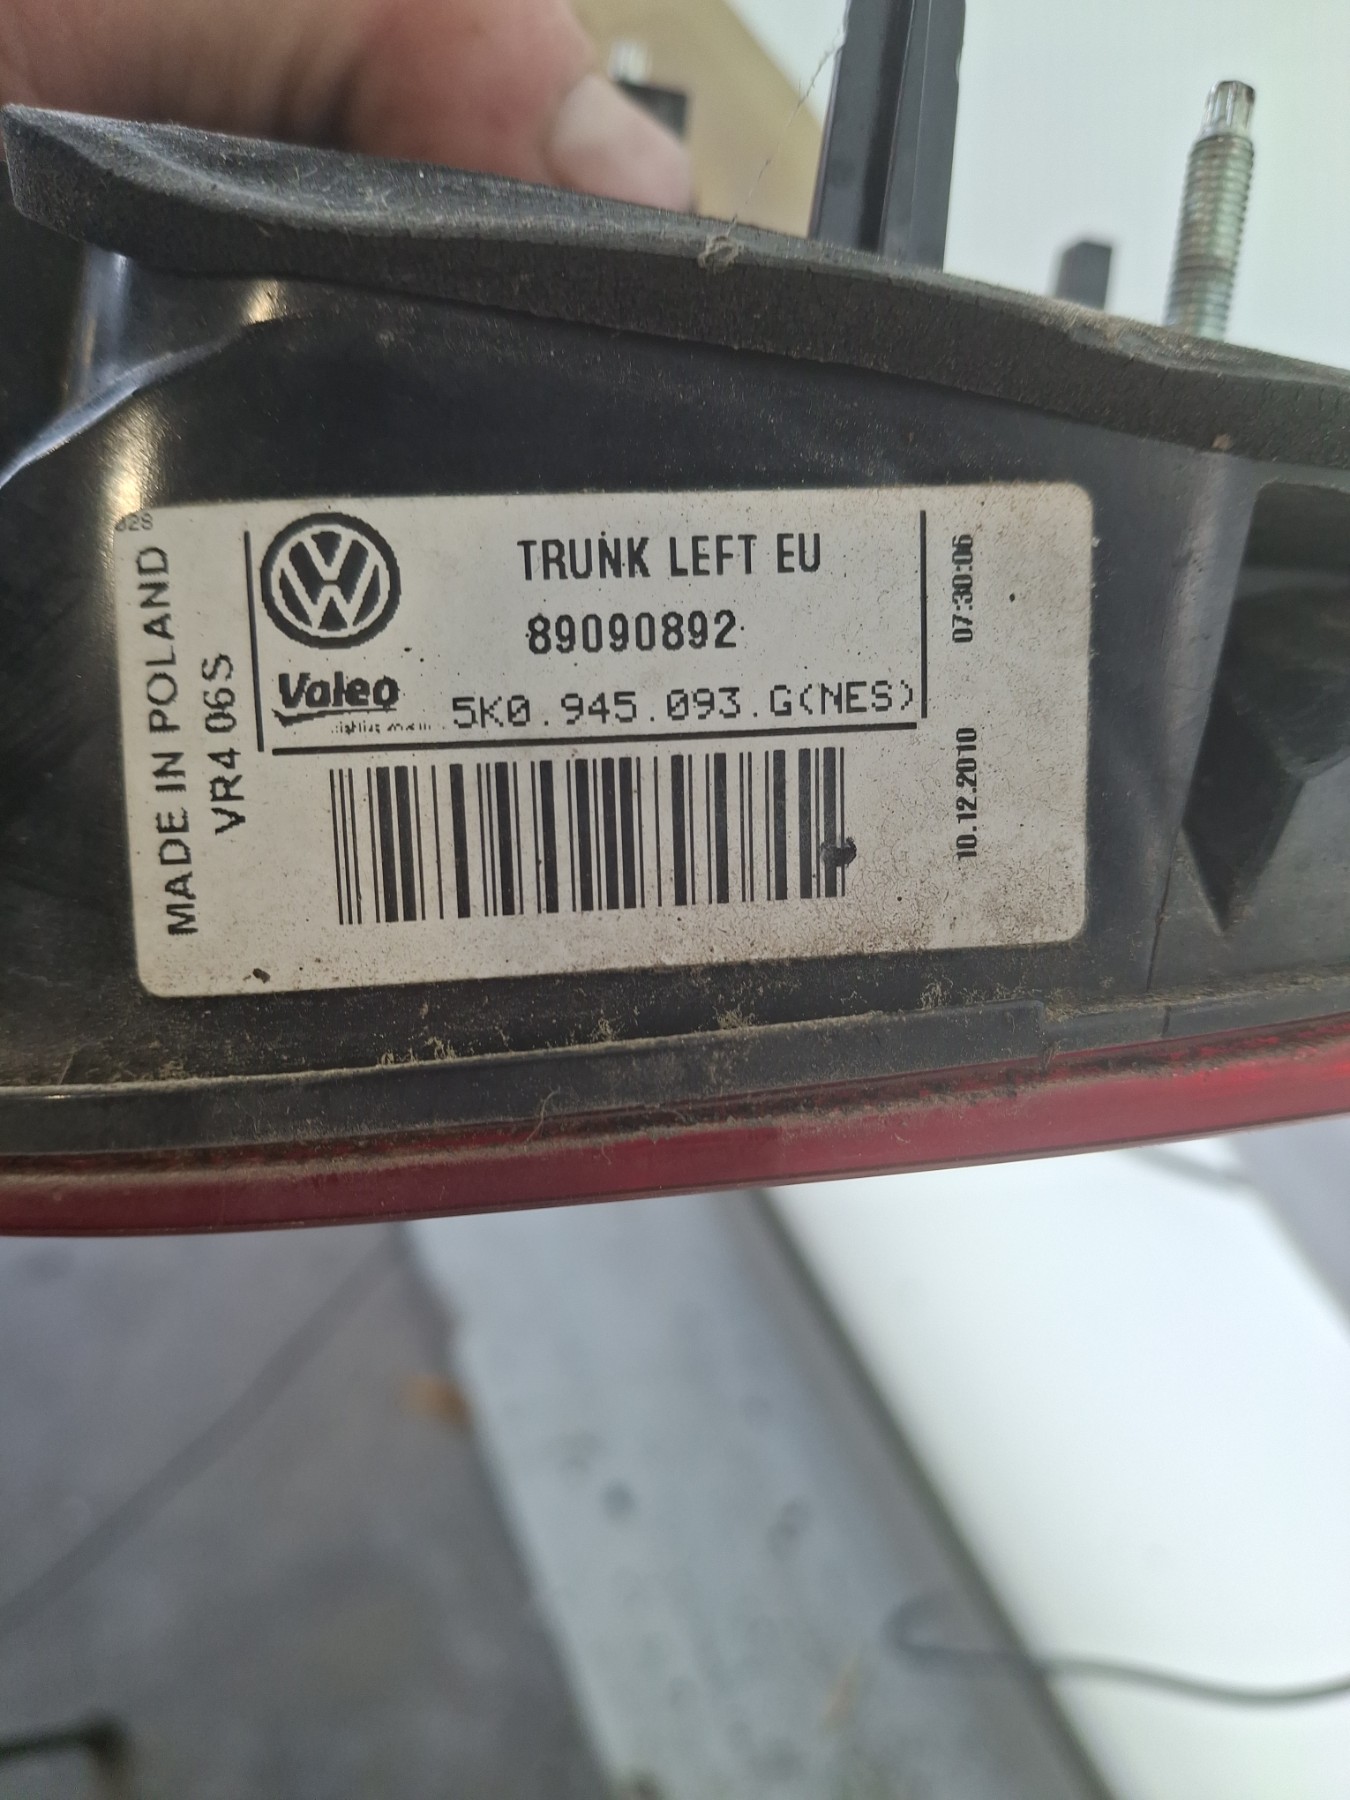 02S
MADE IN POLAND
VR4 06S
TRUNK LEFT EU
89090892
Valeo
5K0.945.093.G(NES)
10.12.2010 07:30:06